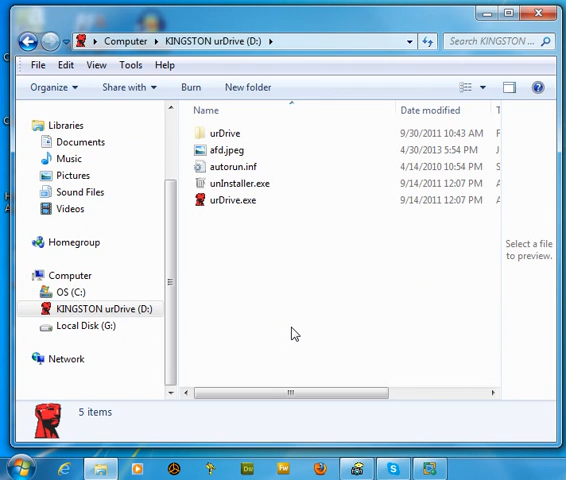 Computer ▸ KINGSTON urDrive (D:) ▸
Search KINGSTON ...
File Edit View Tools Help
Organize Share with Burn New folder
Name Date modified T
Libraries
Documents
Music
Pictures
Sound Files
Videos
Homegroup
Computer
OS (C:)
KINGSTON urDrive (D:)
Local Disk (G:)
Network
urDrive 9/30/2011 10:43 AM F
afd.jpeg 4/30/2013 5:54 PM J
autorun.inf 4/14/2010 10:54 PM S
unInstaller.exe 9/14/2011 12:07 PM A
urDrive.exe 9/14/2011 12:07 PM A
Select a file
to preview.
5 items
Dw Fw